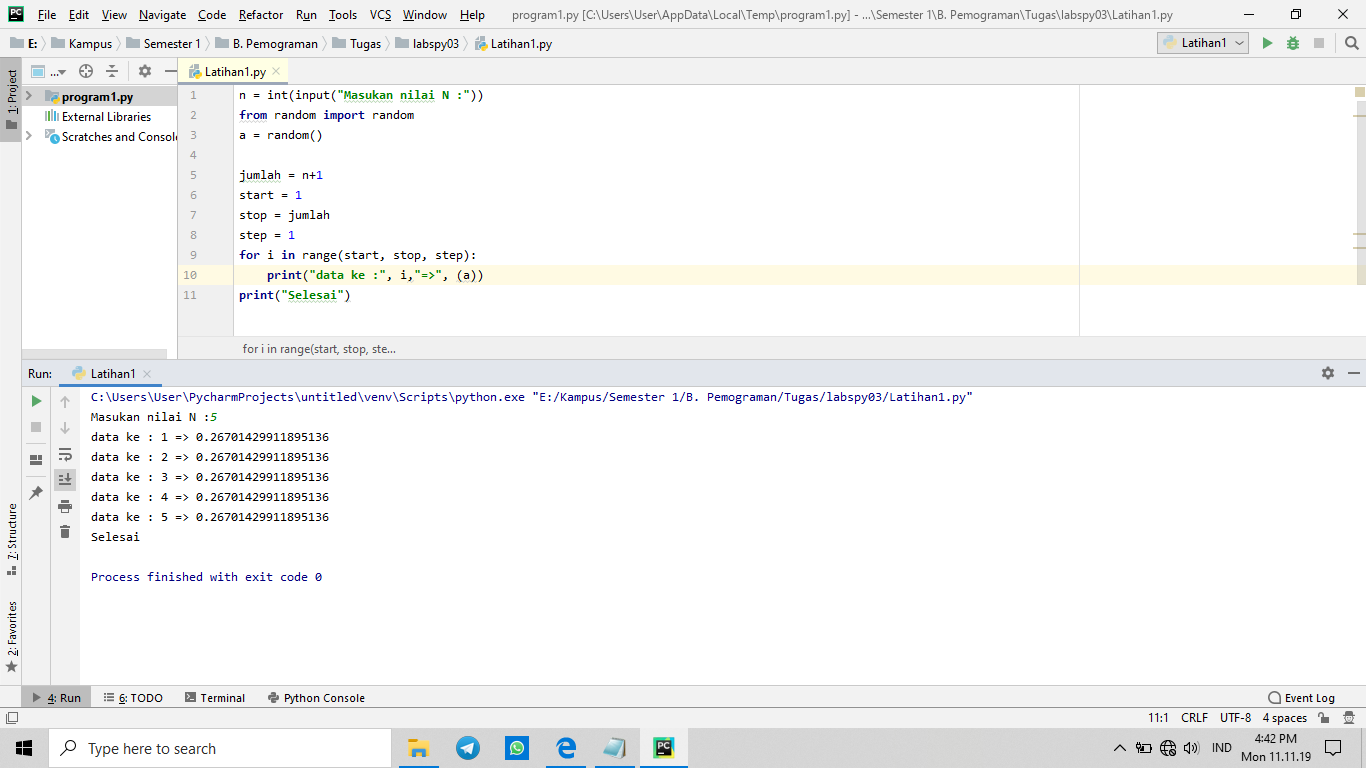 File Edit View Navigate Code Refactor Run Tools VCS Window Help program1.py [C:\Users\User\AppData\Local\Temp\program1.py] - ...\Semester 1\B. Pemograman\Tugas\labspy03\Latihan1.py
E: Kampus Semester 1 B. Pemograman Tugas labspy03 Latihan1.py Latihan1
1: Project
... Latihan1.py
program1.py
External Libraries
Scratches and Consol
1 n = int(input("Masukan nilai N :"))
2 from random import random
3 a = random()
4
5 jumlah = n+1
6 start = 1
7 stop = jumlah
8 step = 1
9 for i in range(start, stop, step):
10 print("data ke :", i,"=>", (a))
11 print("Selesai")
for i in range(start, stop, ste...
Run: Latihan1
C:\Users\User\PycharmProjects\untitled\venv\Scripts\python.exe "E:/Kampus/Semester 1/B. Pemograman/Tugas/labspy03/Latihan1.py"
Masukan nilai N :5
data ke : 1 => 0.26701429911895136
data ke : 2 => 0.26701429911895136
data ke : 3 => 0.26701429911895136
data ke : 4 => 0.26701429911895136
data ke : 5 => 0.26701429911895136
Selesai
Process finished with exit code 0
7: Structure
2: Favorites
4: Run 6: TODO Terminal Python Console Event Log
11:1 CRLF UTF-8 4 spaces
Type here to search
PC
IND
4:42 PM
Mon 11.11.19